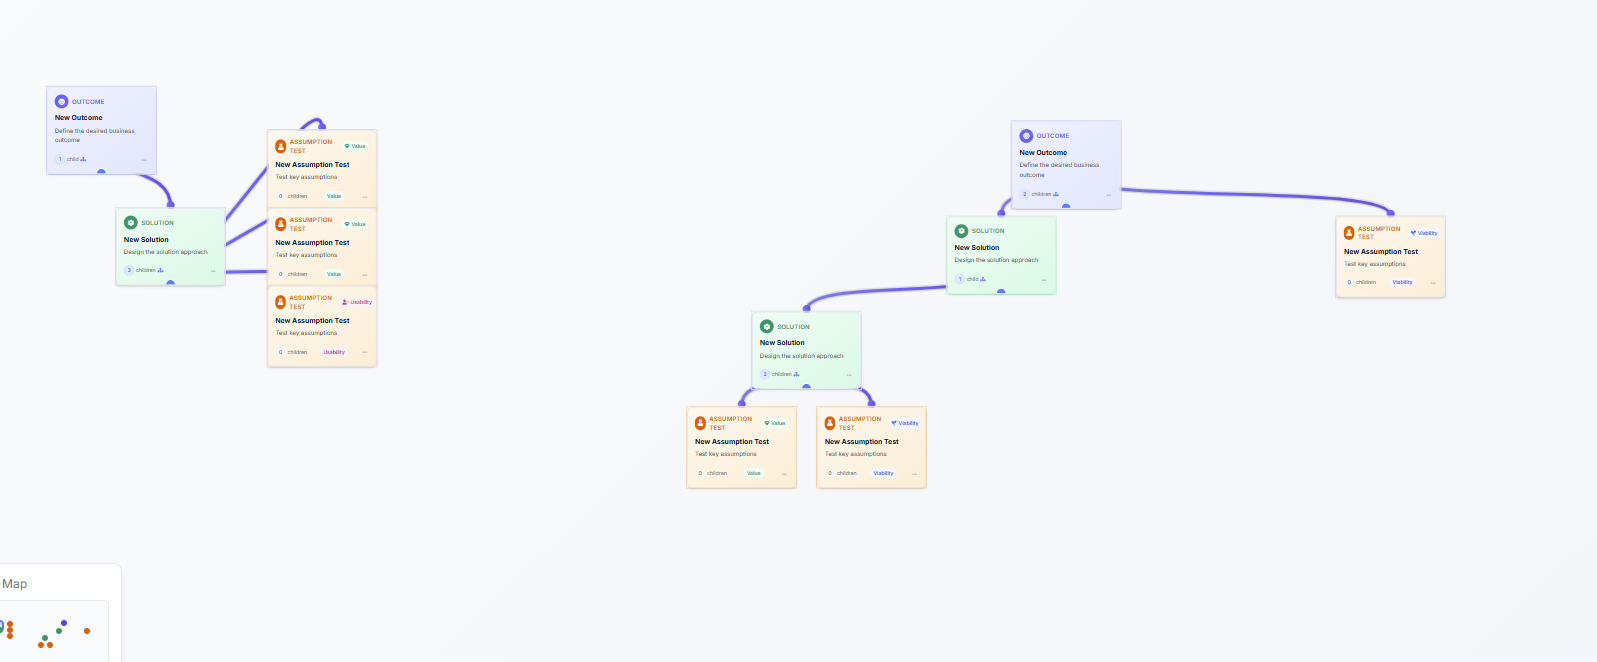 OUTCOME
New Outcome
Define the desired business
outcome
1 child ...
SOLUTION
New Solution
Design the solution approach
3 children ...
ASSUMPTION
TEST
Value
New Assumption Test
Test key assumptions
0 children Value ...
ASSUMPTION
TEST
Value
New Assumption Test
Test key assumptions
0 children Value ...
ASSUMPTION
TEST
Usability
New Assumption Test
Test key assumptions
0 children Usability ...
OUTCOME
New Outcome
Define the desired business
outcome
2 children ...
SOLUTION
New Solution
Design the solution approach
1 child ...
ASSUMPTION
TEST
Viability
New Assumption Test
Test key assumptions
0 children Viability ...
SOLUTION
New Solution
Design the solution approach
2 children ...
ASSUMPTION
TEST
Value
New Assumption Test
Test key assumptions
0 children Value ...
ASSUMPTION
TEST
Viability
New Assumption Test
Test key assumptions
0 children Viability ...
Map